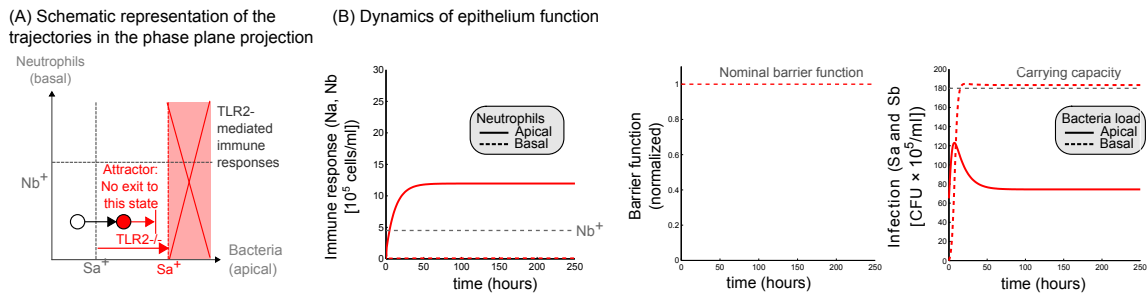 (A) Schematic representation of the
trajectories in the phase plane projection
Neutrophils
(basal)
TLR2-
mediated
immune
responses
Attractor:
No exit to
this state
Nb+
TLR2-/-
Sa+
Sa+
Bacteria
(apical)
(B) Dynamics of epithelium function
Immune response (Na, Nb)
[10^5 cells/ml]
30
25
20
15
10
5
0
Neutrophils
Apical
Basal
Nb+
0 50 100 150 200 250
time (hours)
Barrier function
(normalized)
1
0.8
0.6
0.4
0.2
0
Nominal barrier function
0 50 100 150 200 250
time (hours)
Infection (Sa and Sb)
[CFU × 10^5/ml]
200
180
160
140
120
100
80
60
40
20
0
Carrying capacity
Bacteria load
Apical
Basal
0 50 100 150 200 250
time (hours)